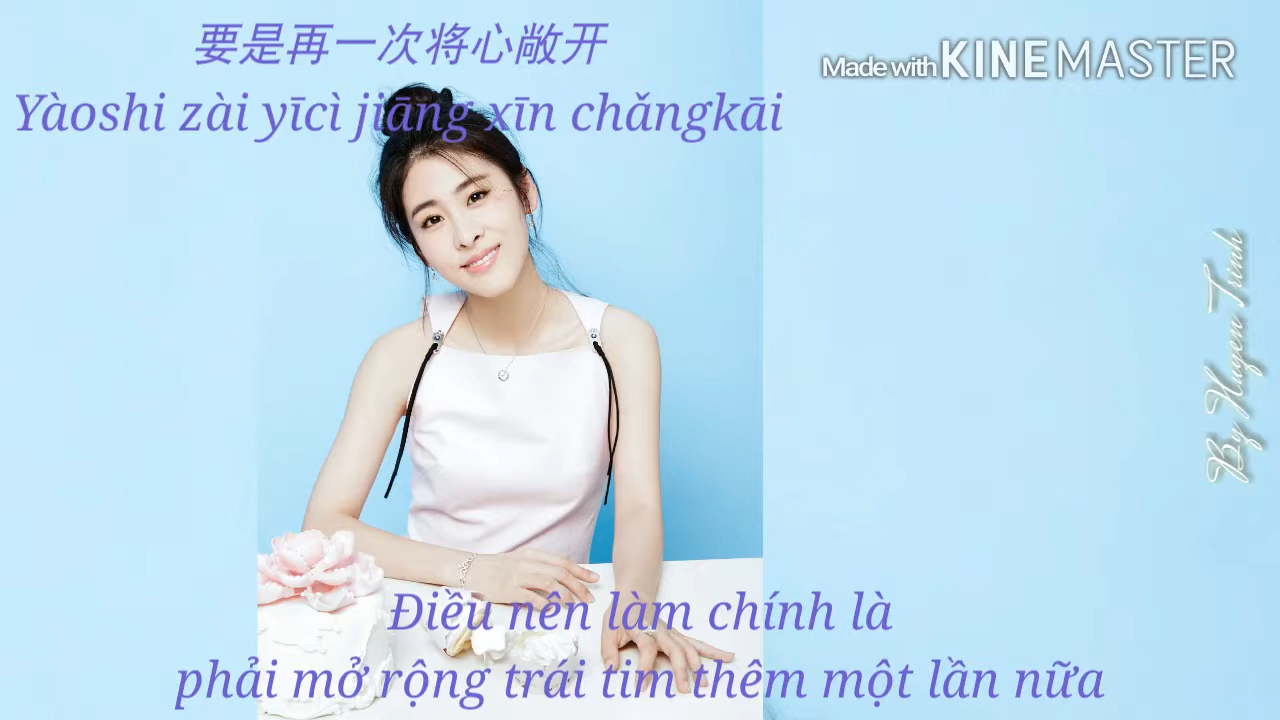 要是再一次将心敞开
Made with KINEMASTER
Yàoshi zài yīcì jiāng xīn chǎngkāi
By Huyen Trinh
Điều nên làm chính là
phải mở rộng trái tim thêm một lần nữa